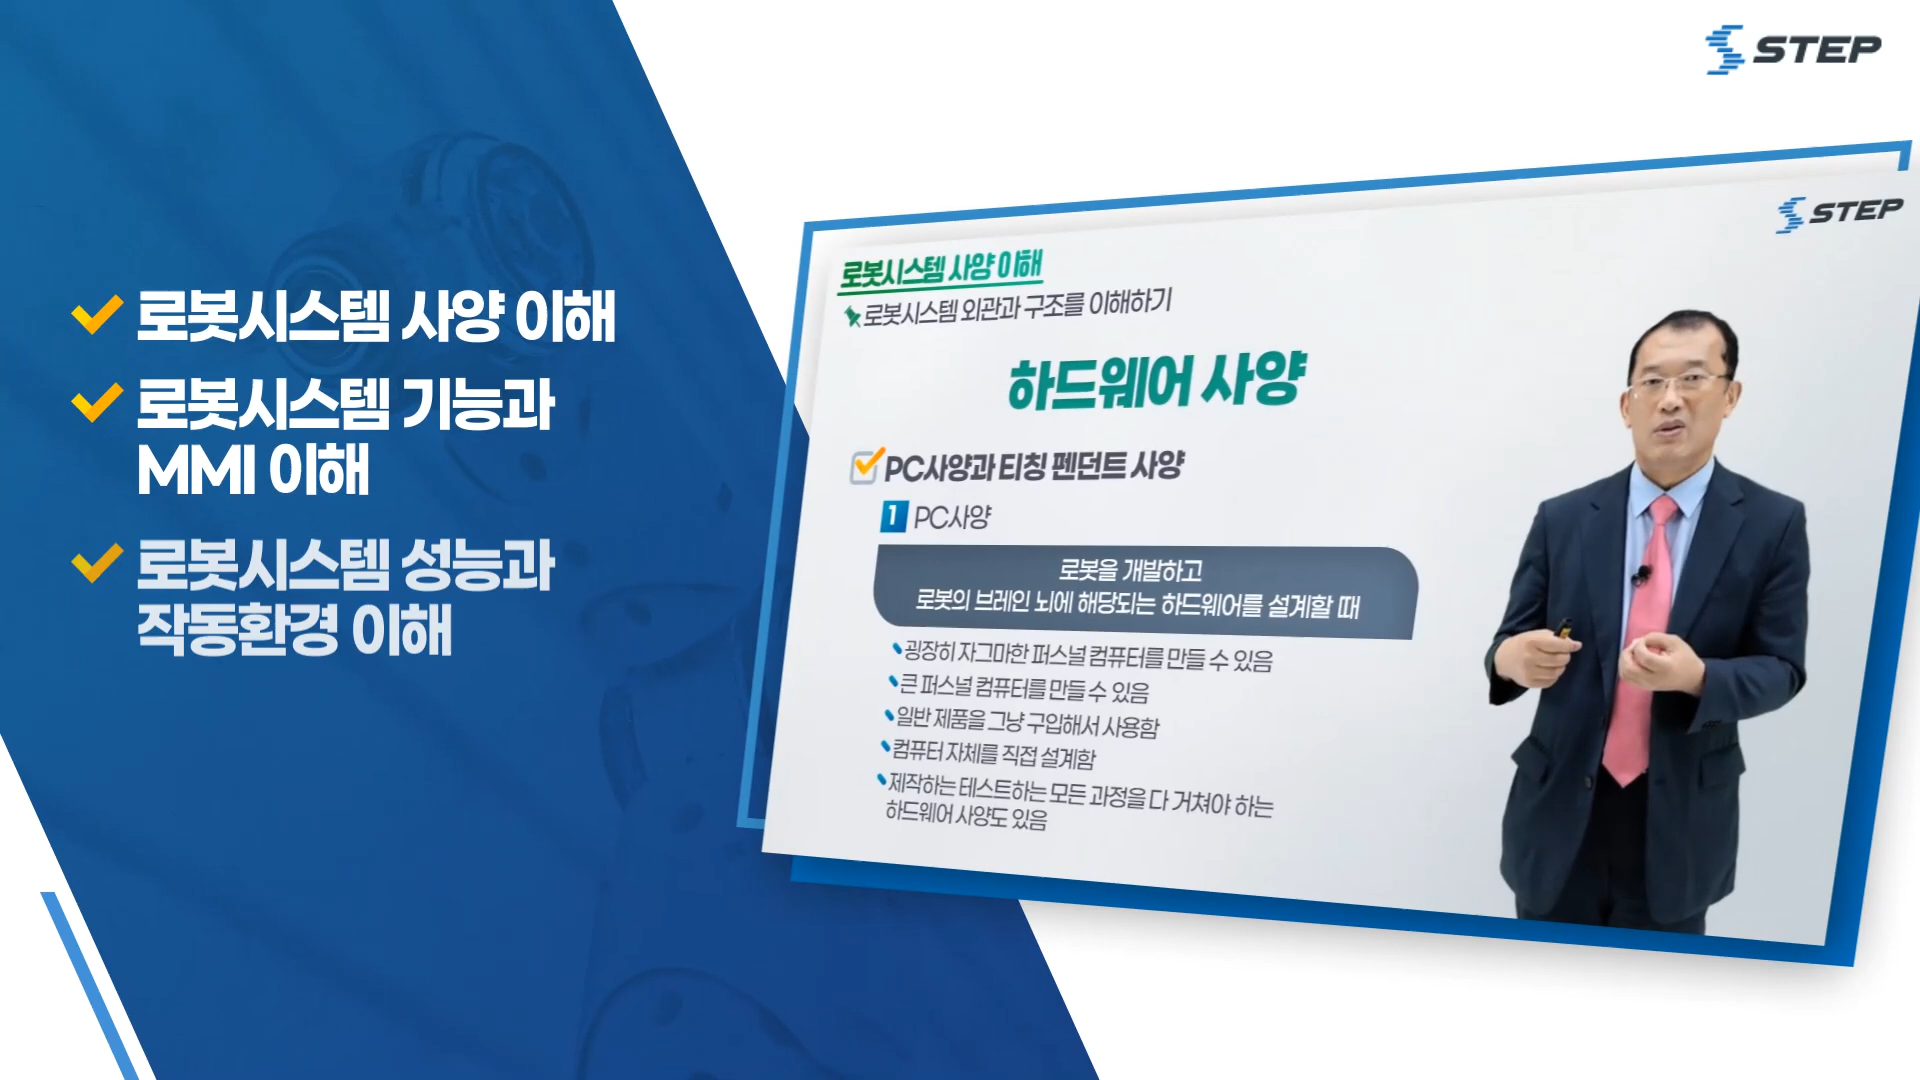 STEP
로봇시스템 사양 이해
로봇시스템 기능과
MMI 이해
로봇시스템 성능과
작동환경 이해
STEP
로봇시스템 사양 이해
로봇시스템 외관과 구조를 이해하기
하드웨어 사양
PC사양과 티칭 펜던트 사양
1 PC사양
로봇을 개발하고
로봇의 브레인 뇌에 해당되는 하드웨어를 설계할 때
굉장히 자그마한 퍼스널 컴퓨터를 만들 수 있음
큰 퍼스널 컴퓨터를 만들 수 있음
일반 제품을 그냥 구입해서 사용함
컴퓨터 자체를 직접 설계함
제작하는 테스트하는 모든 과정을 다 거쳐야 하는
하드웨어 사양도 있음